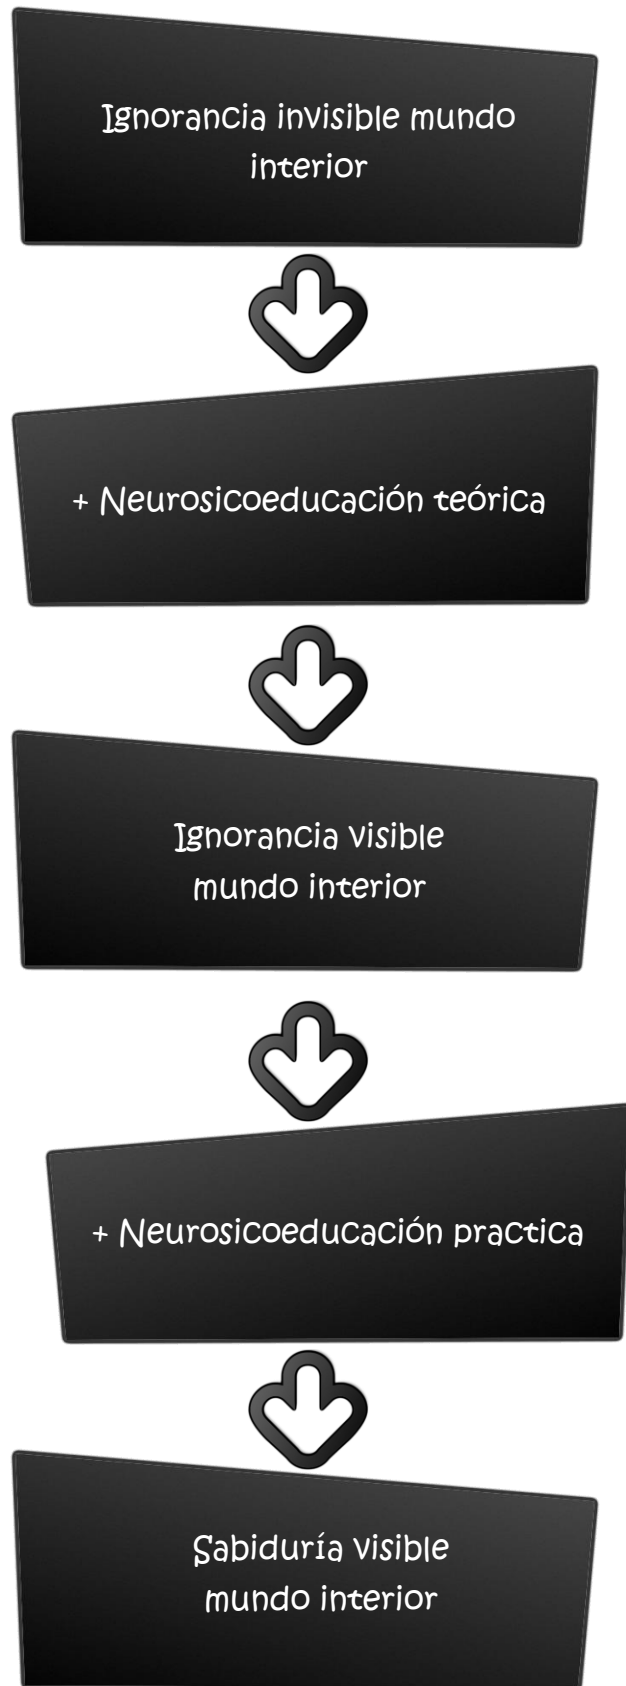 Ignorancia invisible mundo
interior
+ Neurosicoeducación teórica
Ignorancia visible
mundo interior
+ Neurosicoeducación practica
Sabiduría visible
mundo interior